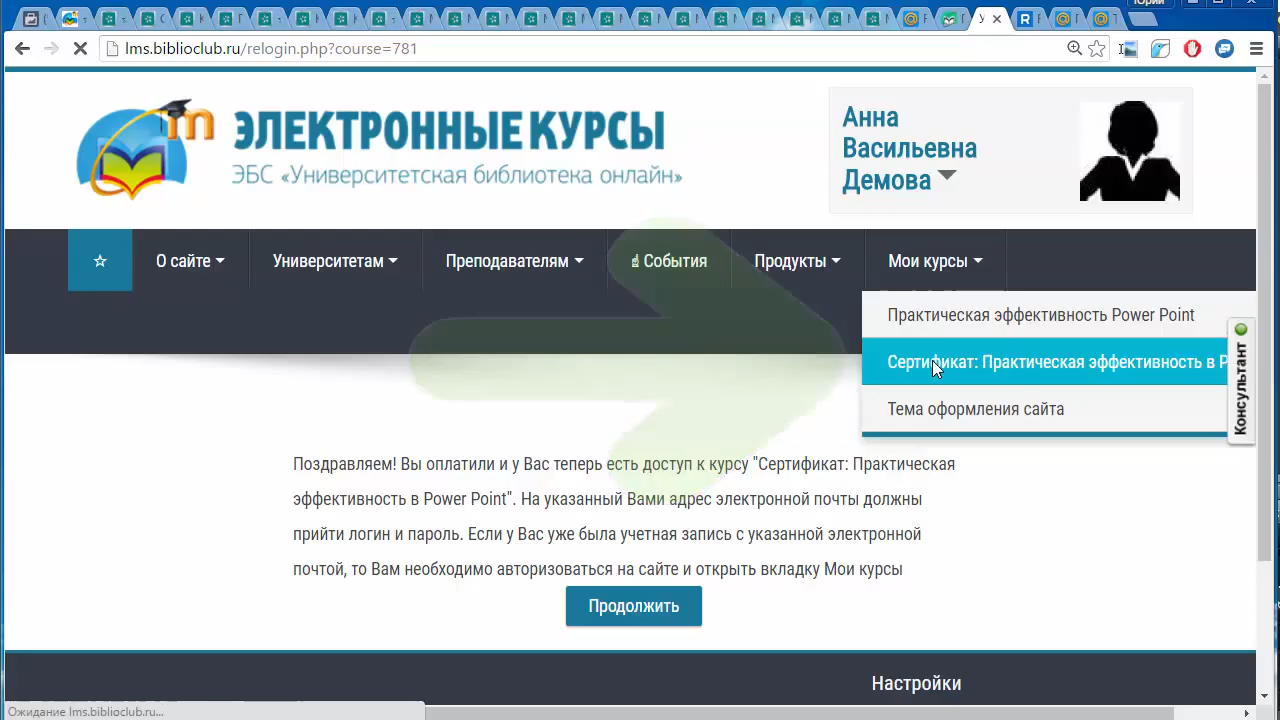 Юрий
lms.biblioclub.ru/relogin.php?course=781
ЭЛЕКТРОННЫЕ КУРСЫ
ЭБС «Университетская библиотека онлайн»
Анна
Васильевна
Демова
О сайте
Университетам
Преподавателям
События
Продукты
Мои курсы
Практическая эффективность Power Point
Сертификат: Практическая эффективность в P
Тема оформления сайта
Консультант
Поздравляем! Вы оплатили и у Вас теперь есть доступ к курсу "Сертификат: Практическая
эффективность в Power Point". На указанный Вами адрес электронной почты должны
прийти логин и пароль. Если у Вас уже была учетная запись с указанной электронной
почтой, то Вам необходимо авторизоваться на сайте и открыть вкладку Мои курсы
Продолжить
Настройки
Ожидание lms.biblioclub.ru...